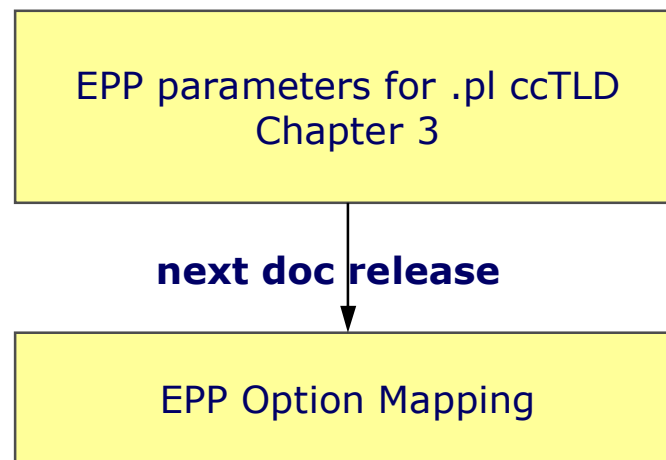 EPP parameters for .pl ccTLD
Chapter 3
next doc release
EPP Option Mapping